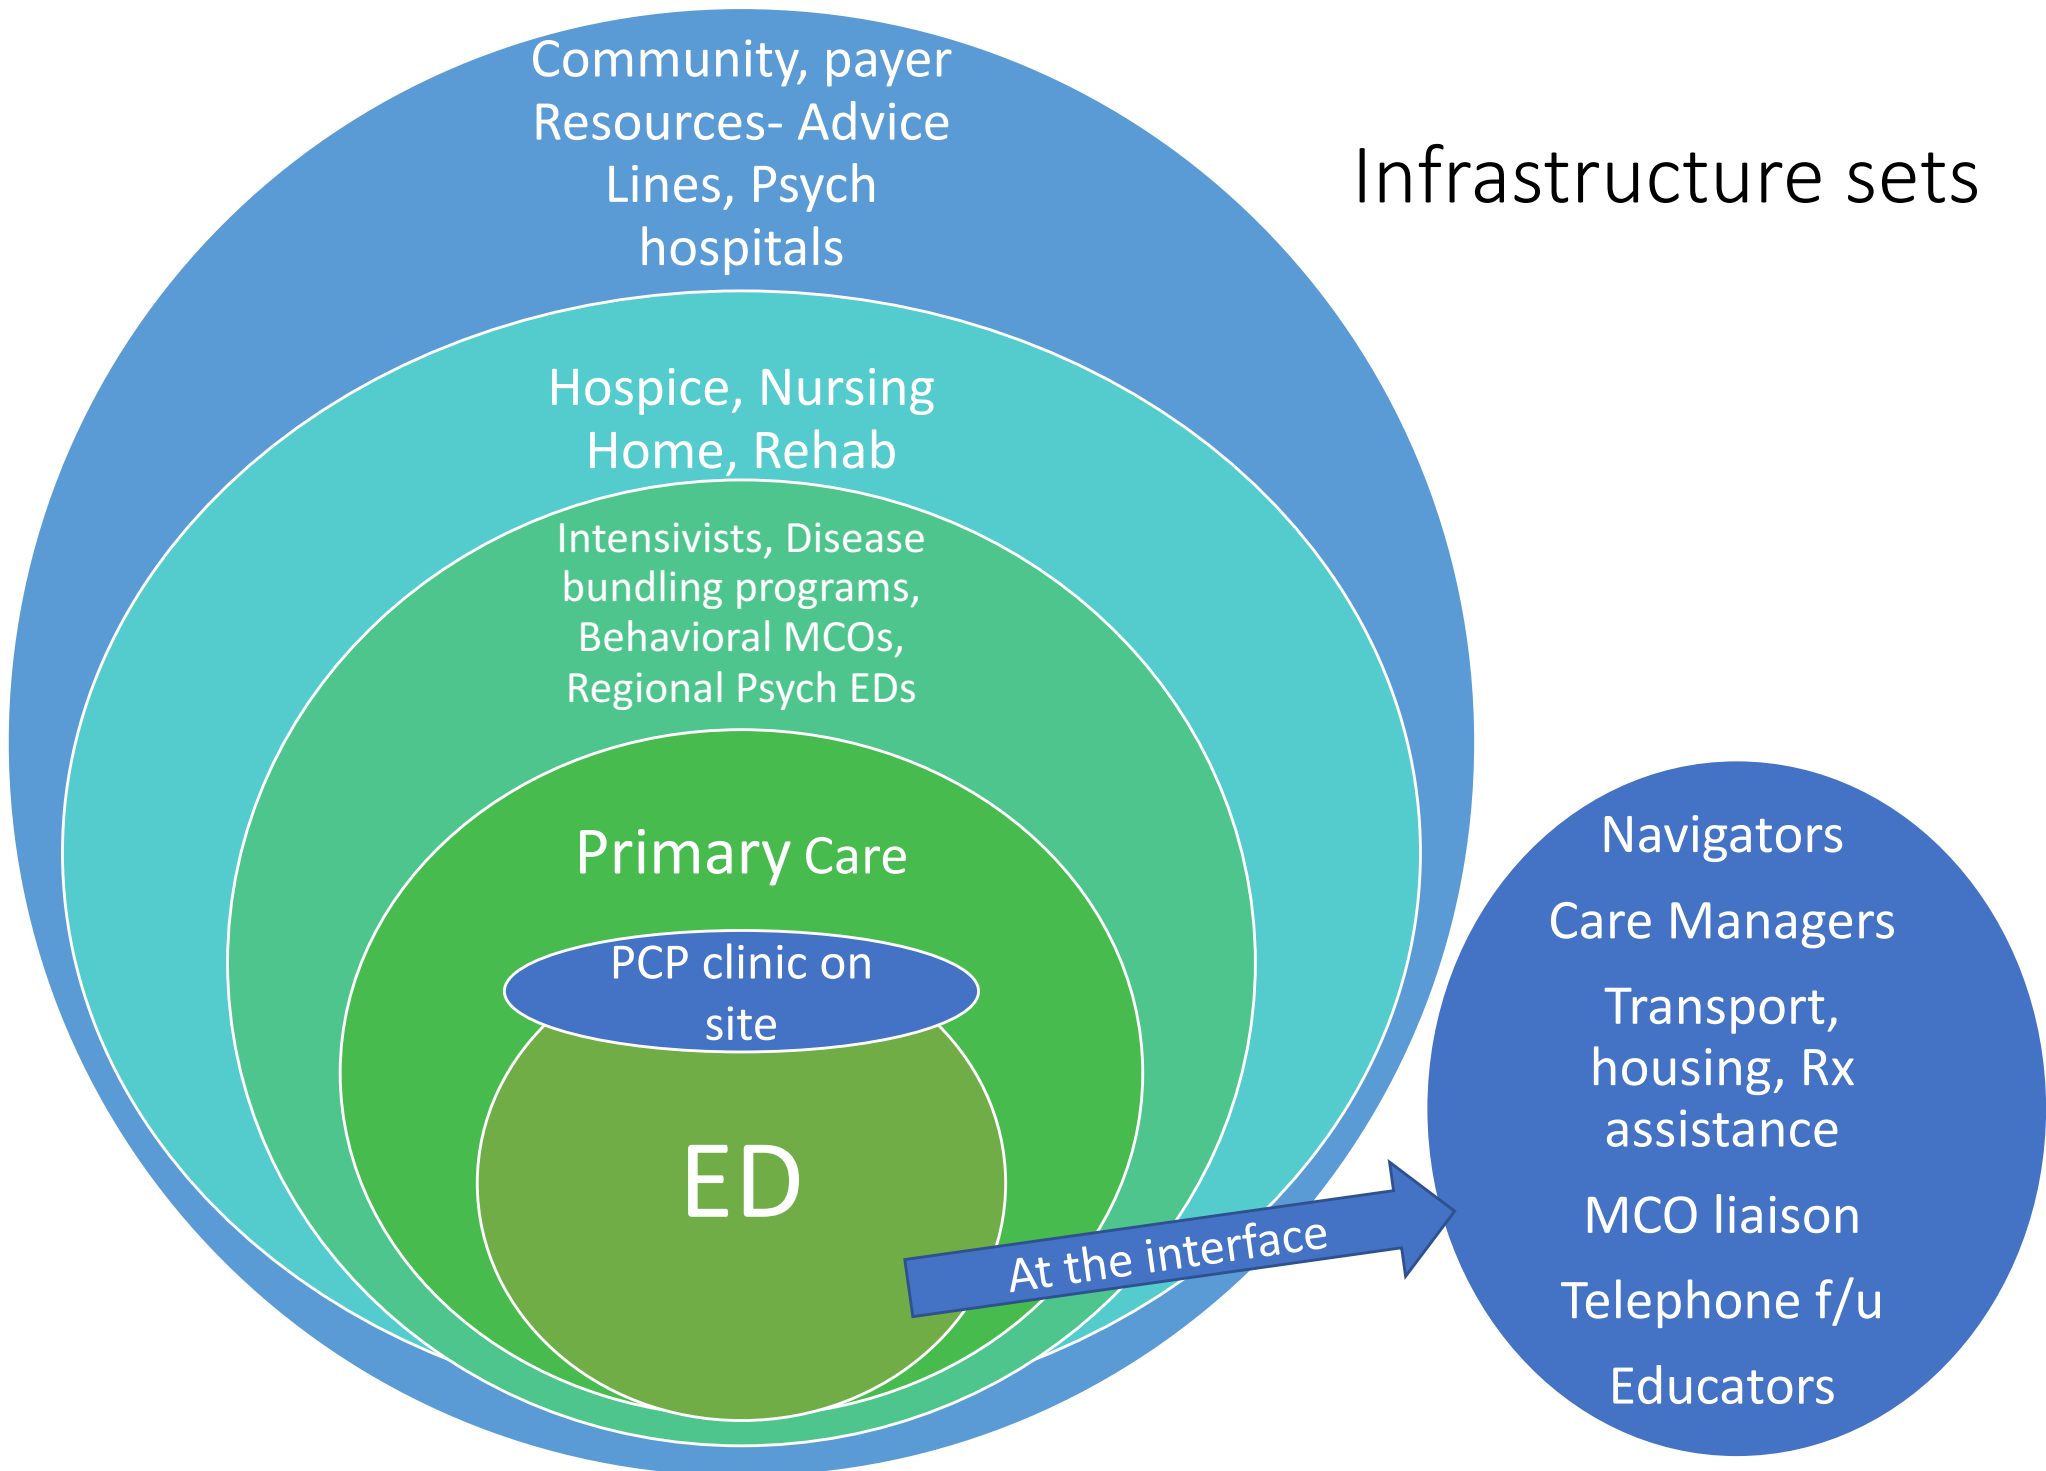 Community, payer
Resources- Advice
Lines, Psych
hospitals
Infrastructure sets
Hospice, Nursing
Home, Rehab
Intensivists, Disease
bundling programs,
Behavioral MCOs,
Regional Psych EDs
Primary Care
PCP clinic on
site
ED
At the interface
Navigators
Care Managers
Transport,
housing, Rx
assistance
MCO liaison
Telephone f/u
Educators